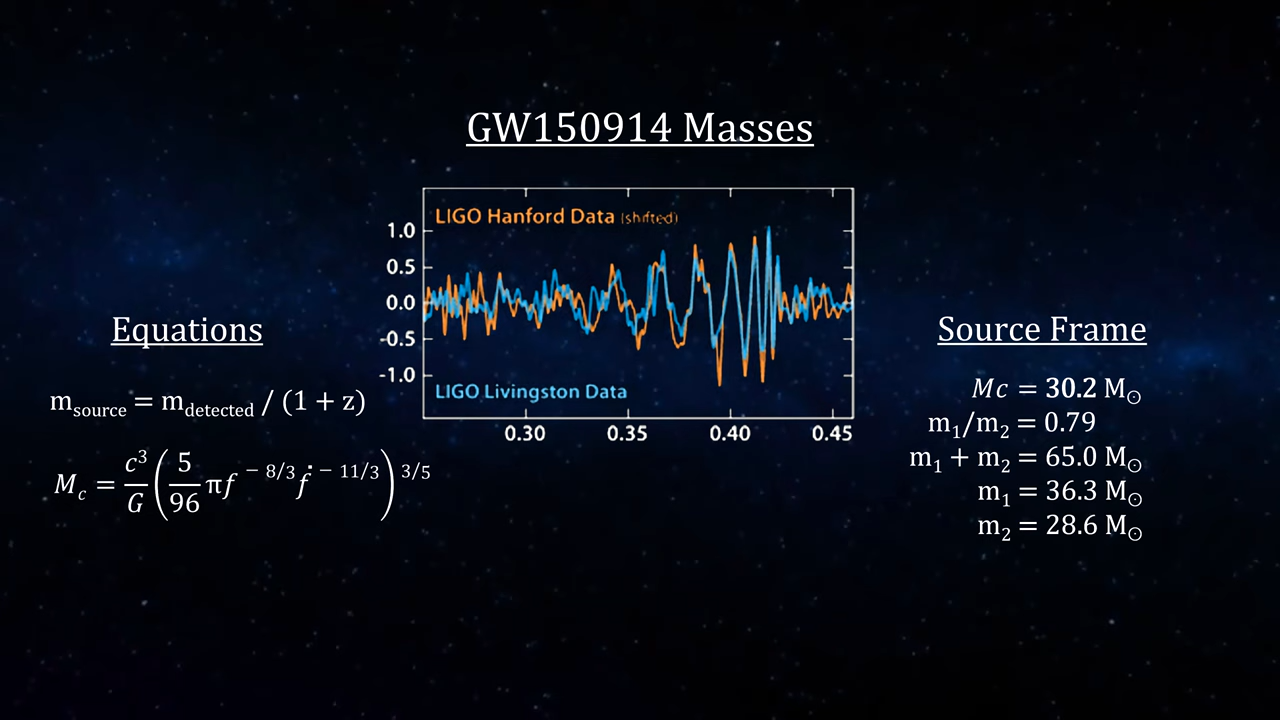 GW150914 Masses
LIGO Hanford Data (shifted)
1.0
0.5
0.0
-0.5
-1.0
LIGO Livingston Data
0.30 0.35 0.40 0.45
Equations
m_source = m_detected / (1 + z)
M_c = c³/G (5/96 πf^(− 8/3) ḟ^(− 11/3))^(3/5)
Source Frame
Mc = 30.2 M☉
m₁/m₂ = 0.79
m₁ + m₂ = 65.0 M☉
m₁ = 36.3 M☉
m₂ = 28.6 M☉